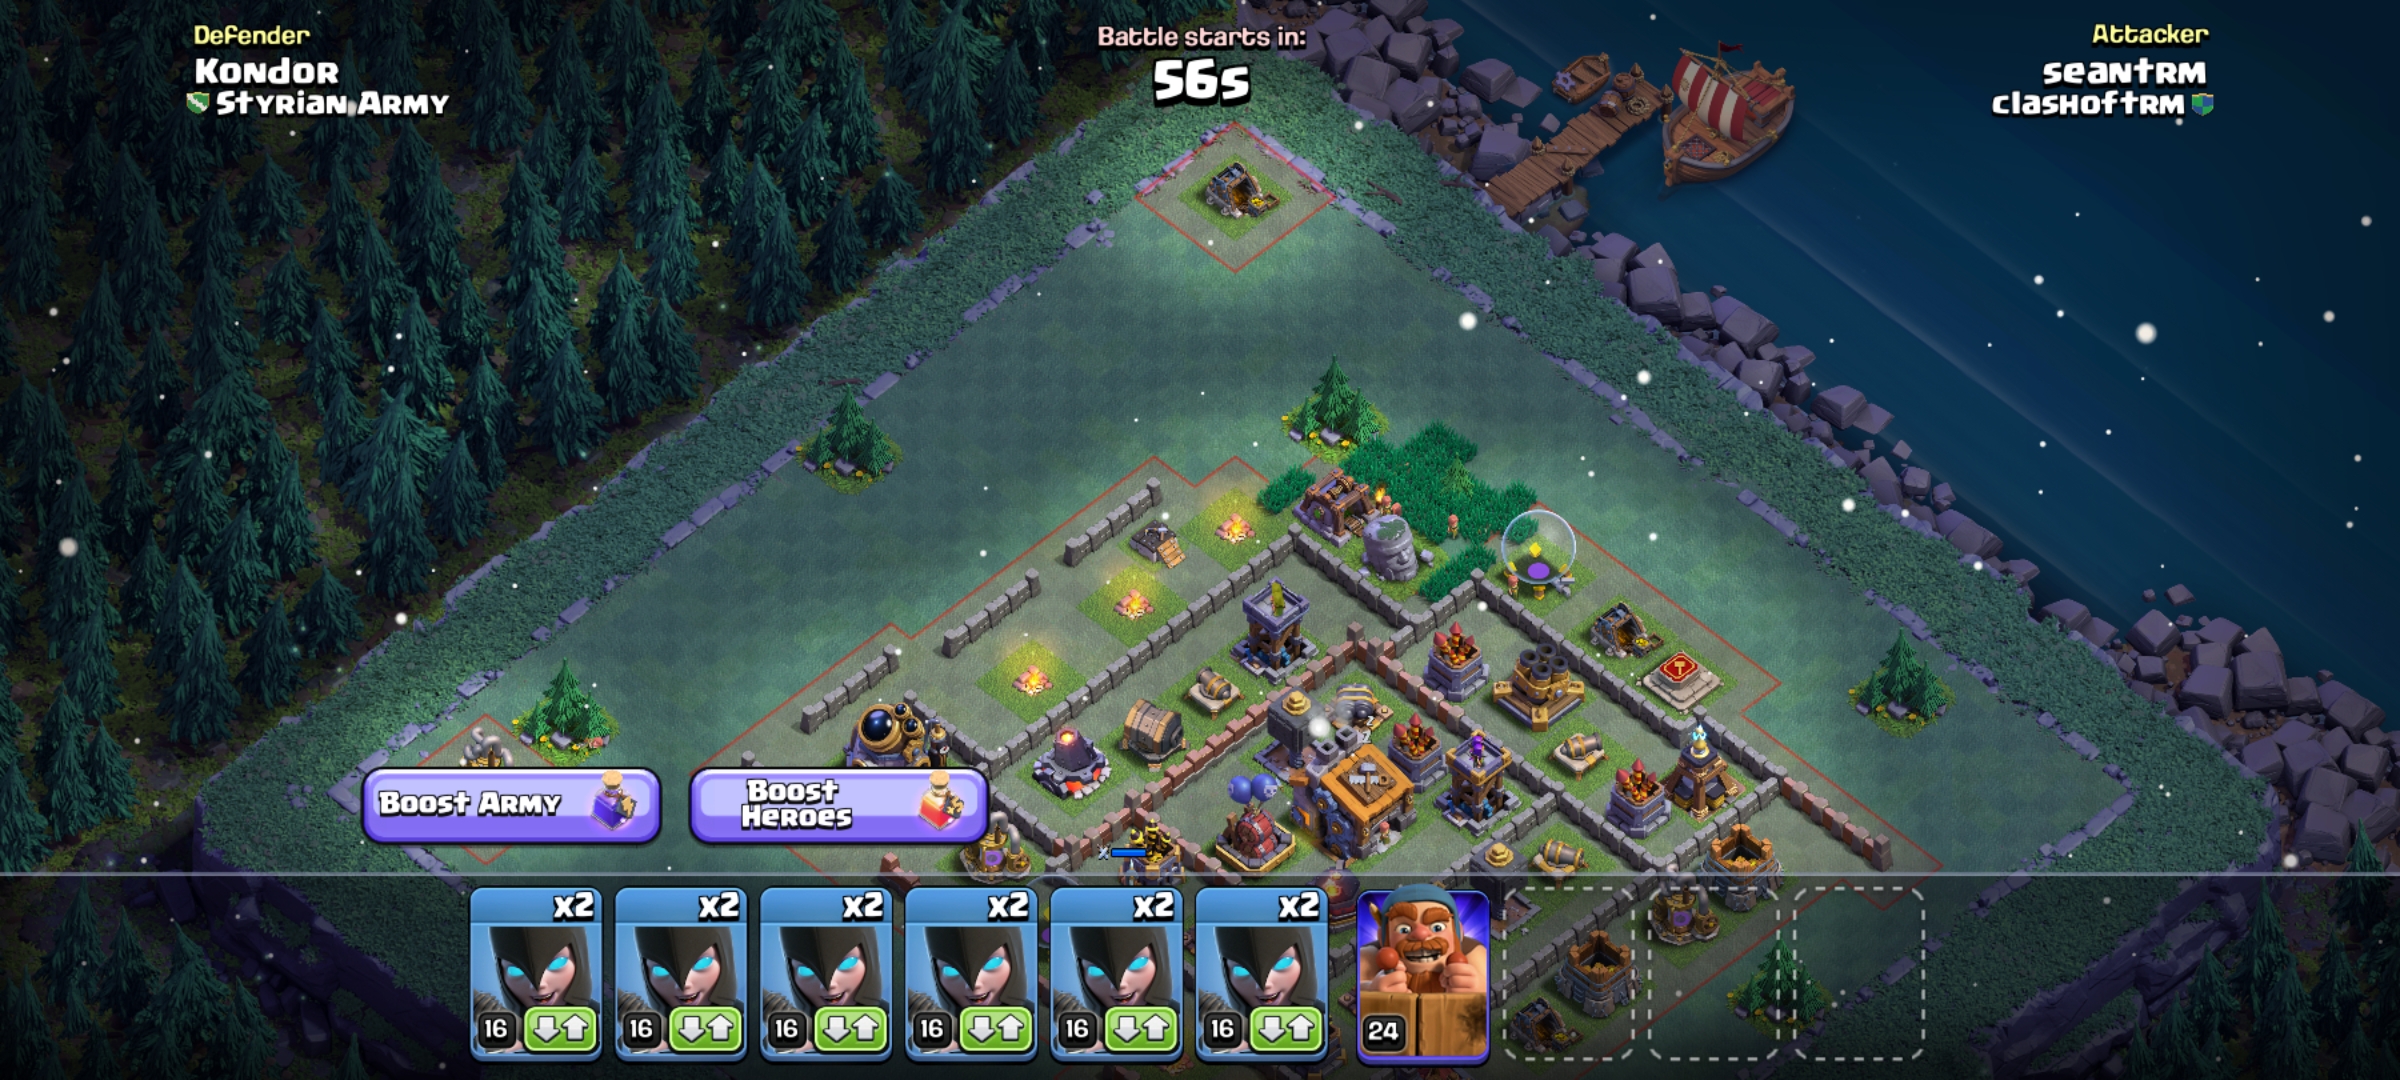 Defender
Kondor
Styrian Army
Battle starts in:
56s
Attacker
seantrm
clashoftrm
Boost Army
Boost
Heroes
x2
x2
x2
x2
x2
x2
16
16
16
16
16
16
24